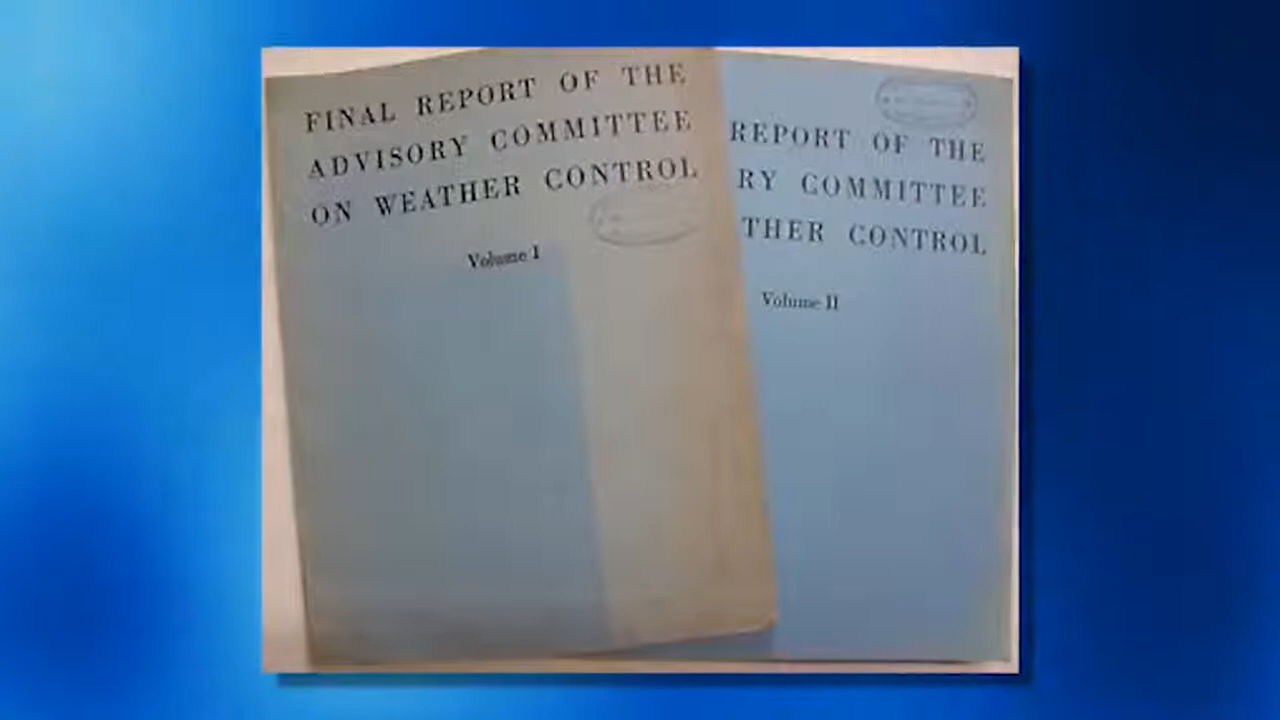 FINAL REPORT OF THE
ADVISORY COMMITTEE
ON WEATHER CONTROL
Volume I
REPORT OF THE
RY COMMITTEE
THER CONTROL
Volume II